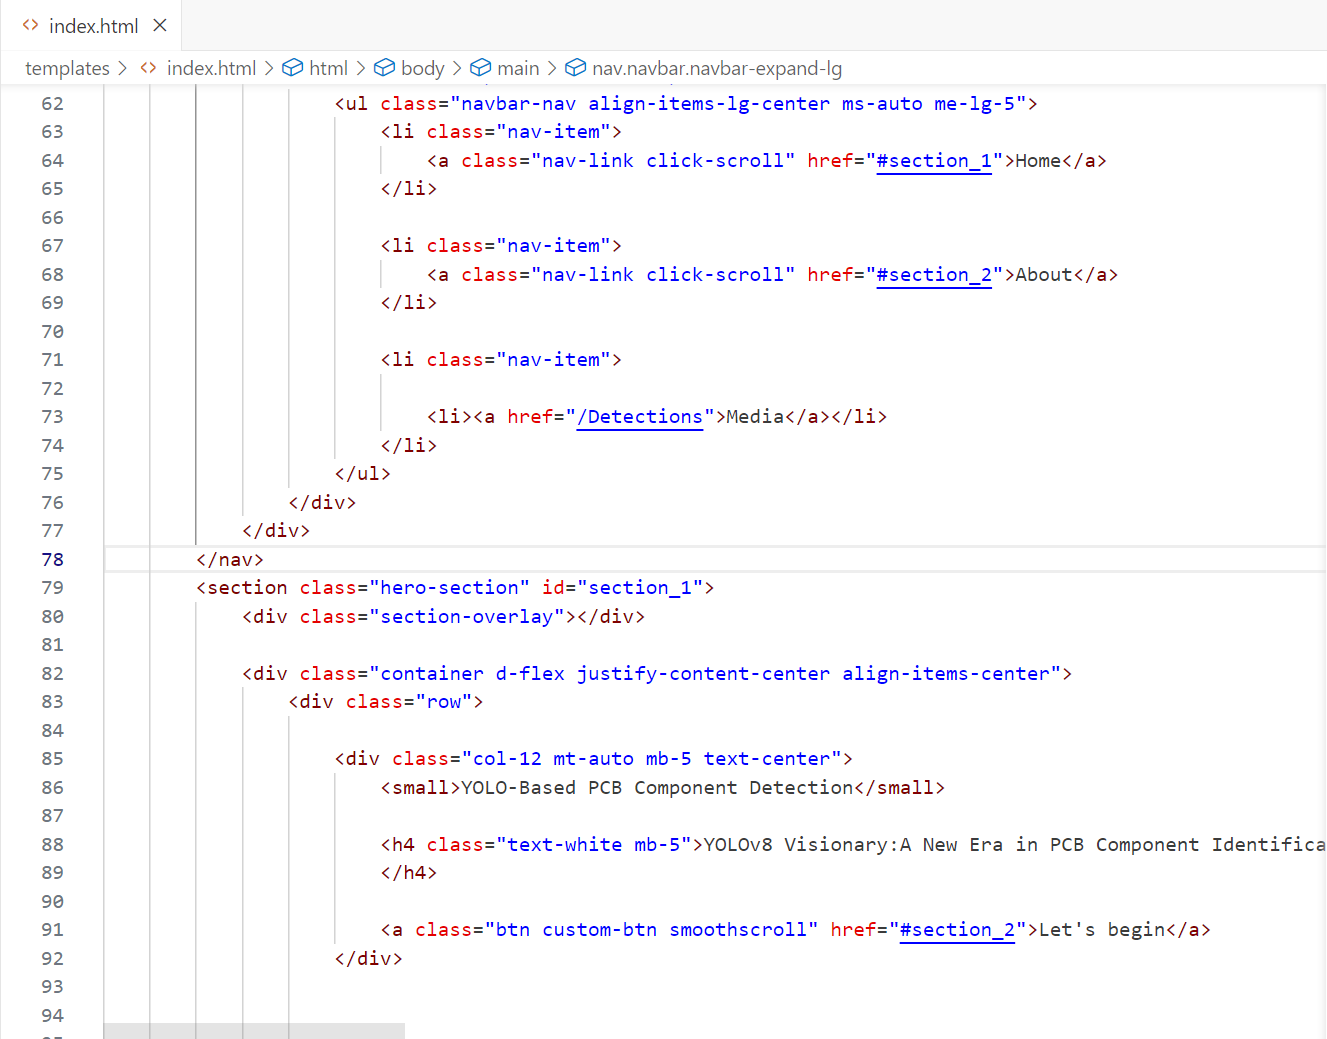 index.html
templates > index.html > html > body > main > nav.navbar.navbar-expand-lg
62 <ul class="navbar-nav align-items-lg-center ms-auto me-lg-5">
63 <li class="nav-item">
64 <a class="nav-link click-scroll" href="#section_1">Home</a>
65 </li>
66
67 <li class="nav-item">
68 <a class="nav-link click-scroll" href="#section_2">About</a>
69 </li>
70
71 <li class="nav-item">
72
73 <li><a href="/Detections">Media</a></li>
74 </li>
75 </ul>
76 </div>
77 </div>
78 </nav>
79 <section class="hero-section" id="section_1">
80 <div class="section-overlay"></div>
81
82 <div class="container d-flex justify-content-center align-items-center">
83 <div class="row">
84
85 <div class="col-12 mt-auto mb-5 text-center">
86 <small>YOLO-Based PCB Component Detection</small>
87
88 <h4 class="text-white mb-5">YOLOv8 Visionary:A New Era in PCB Component Identifica
89 </h4>
90
91 <a class="btn custom-btn smoothscroll" href="#section_2">Let's begin</a>
92 </div>
93
94